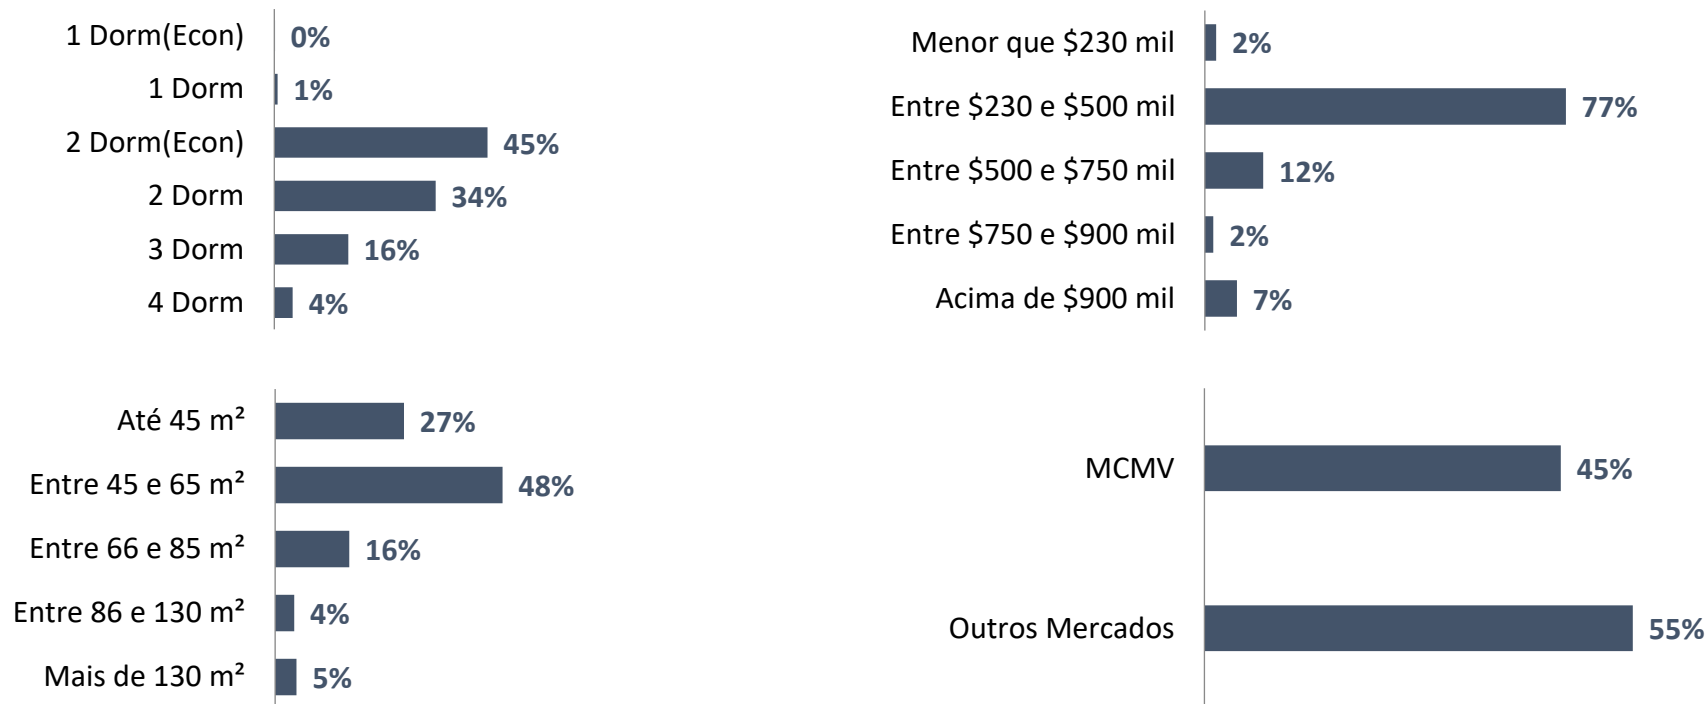 1 Dorm(Econ) 0%
1 Dorm 1%
2 Dorm(Econ) 45%
2 Dorm 34%
3 Dorm 16%
4 Dorm 4%
Menor que $230 mil 2%
Entre $230 e $500 mil 77%
Entre $500 e $750 mil 12%
Entre $750 e $900 mil 2%
Acima de $900 mil 7%
Até 45 m² 27%
Entre 45 e 65 m² 48%
Entre 66 e 85 m² 16%
Entre 86 e 130 m² 4%
Mais de 130 m² 5%
MCMV 45%
Outros Mercados 55%